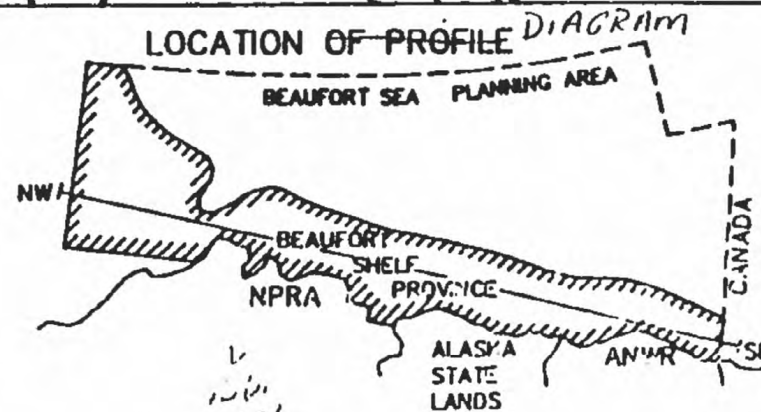 LOCATION OF PROFILE DIAGRAM
BEAUFORT SEA PLANNING AREA
NW
BEAUFORT
SHELF
PROVINCE
CANADA
NPRA
ALASKA
STATE
LANDS
ANWR